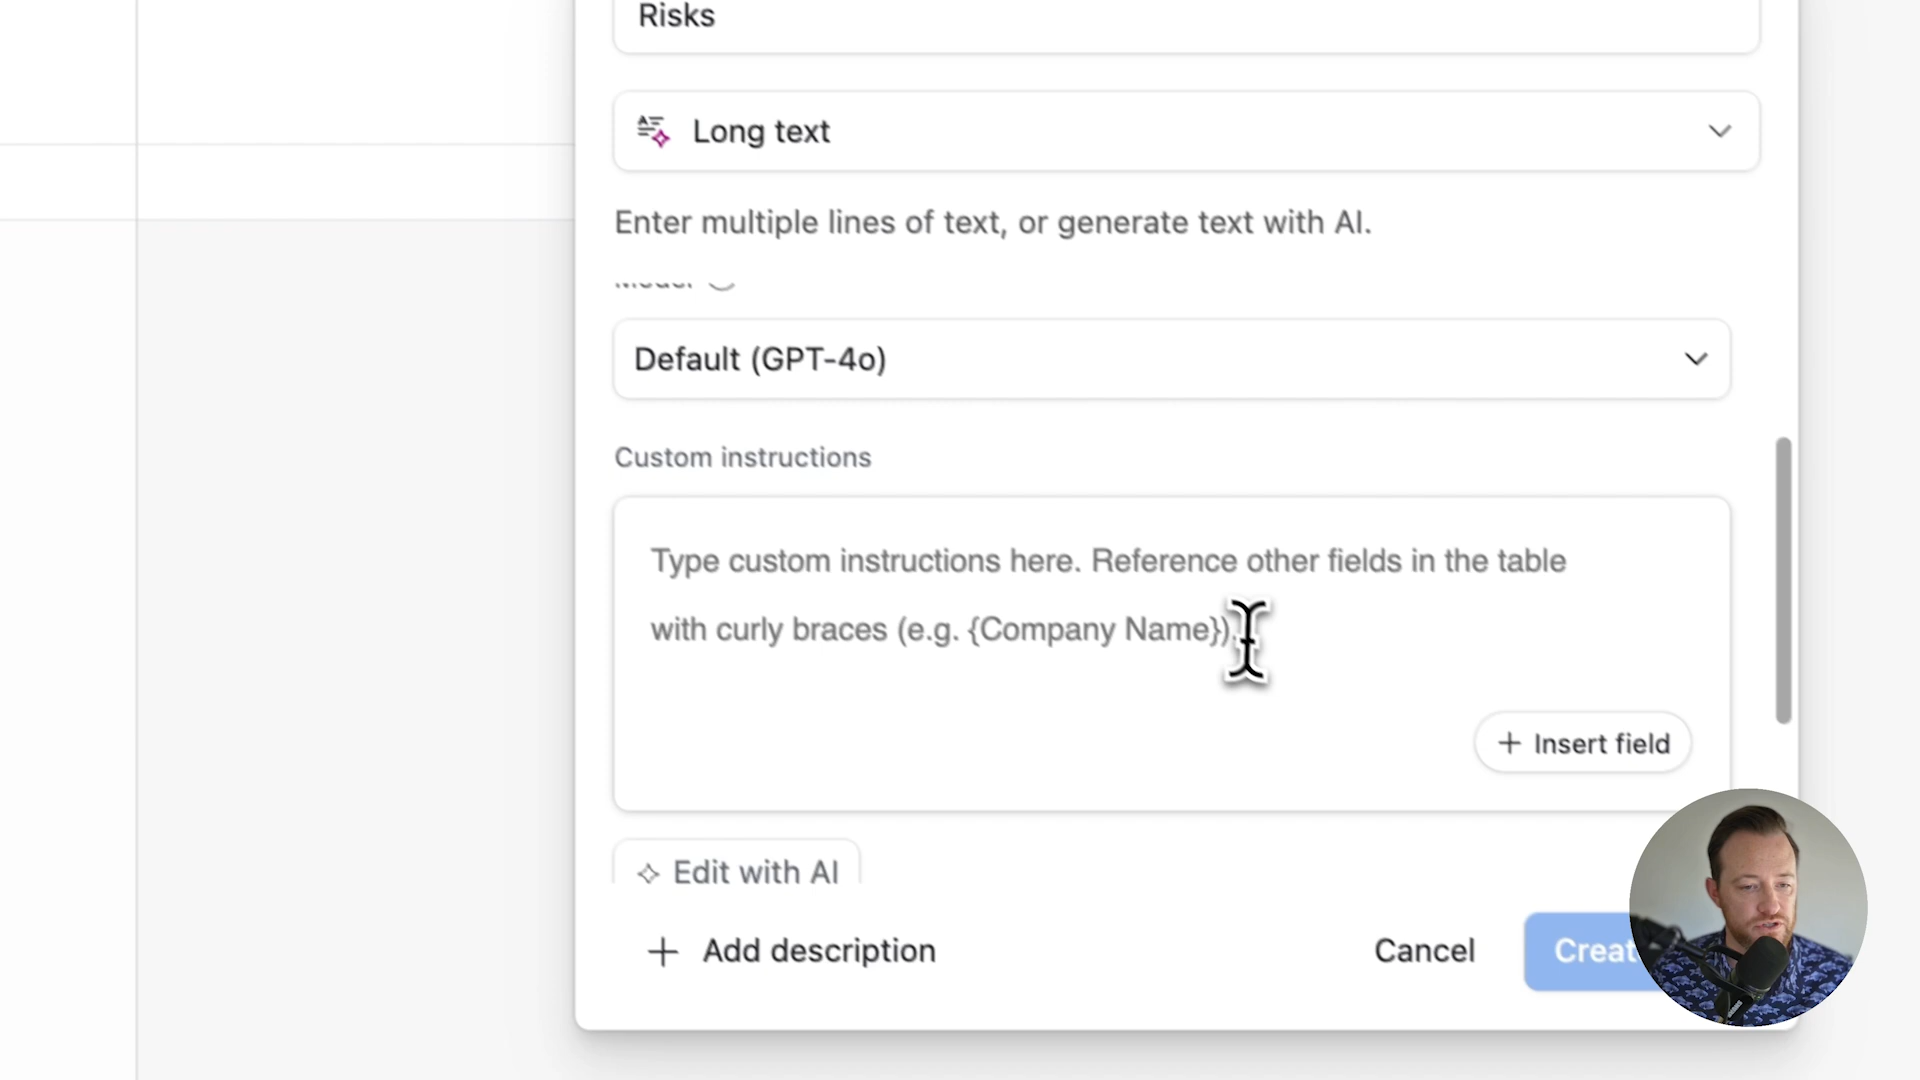 Risks
Long text
Enter multiple lines of text, or generate text with AI.
Default (GPT-4o)
Custom instructions
Type custom instructions here. Reference other fields in the table
with curly braces (e.g. {Company Name})
+ Insert field
Edit with AI
+ Add description
Cancel